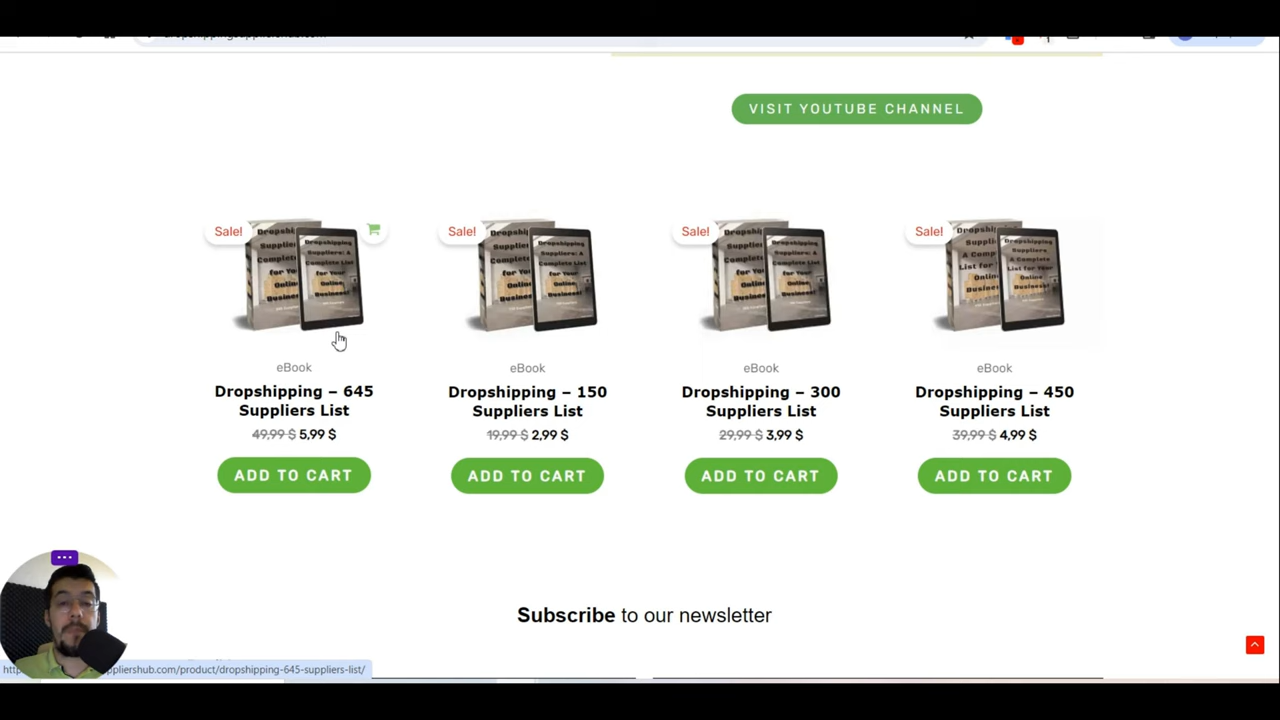 VISIT YOUTUBE CHANNEL
Sale!
Sale!
Sale!
Sale!
eBook
eBook
eBook
eBook
Dropshipping – 645
Suppliers List
Dropshipping – 150
Suppliers List
Dropshipping – 300
Suppliers List
Dropshipping – 450
Suppliers List
49,99 $ 5,99 $
19,99 $ 2,99 $
29,99 $ 3,99 $
39,99 $ 4,99 $
ADD TO CART
ADD TO CART
ADD TO CART
ADD TO CART
Subscribe to our newsletter
ppliershub.com/product/dropshipping-645-suppliers-list/